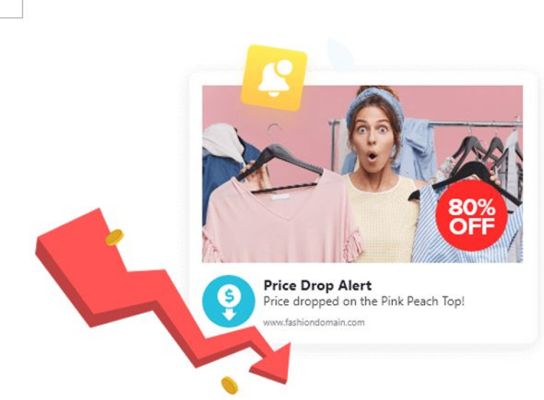 80%
OFF
Price Drop Alert
Price dropped on the Pink Peach Top!
www.fashiondomain.com